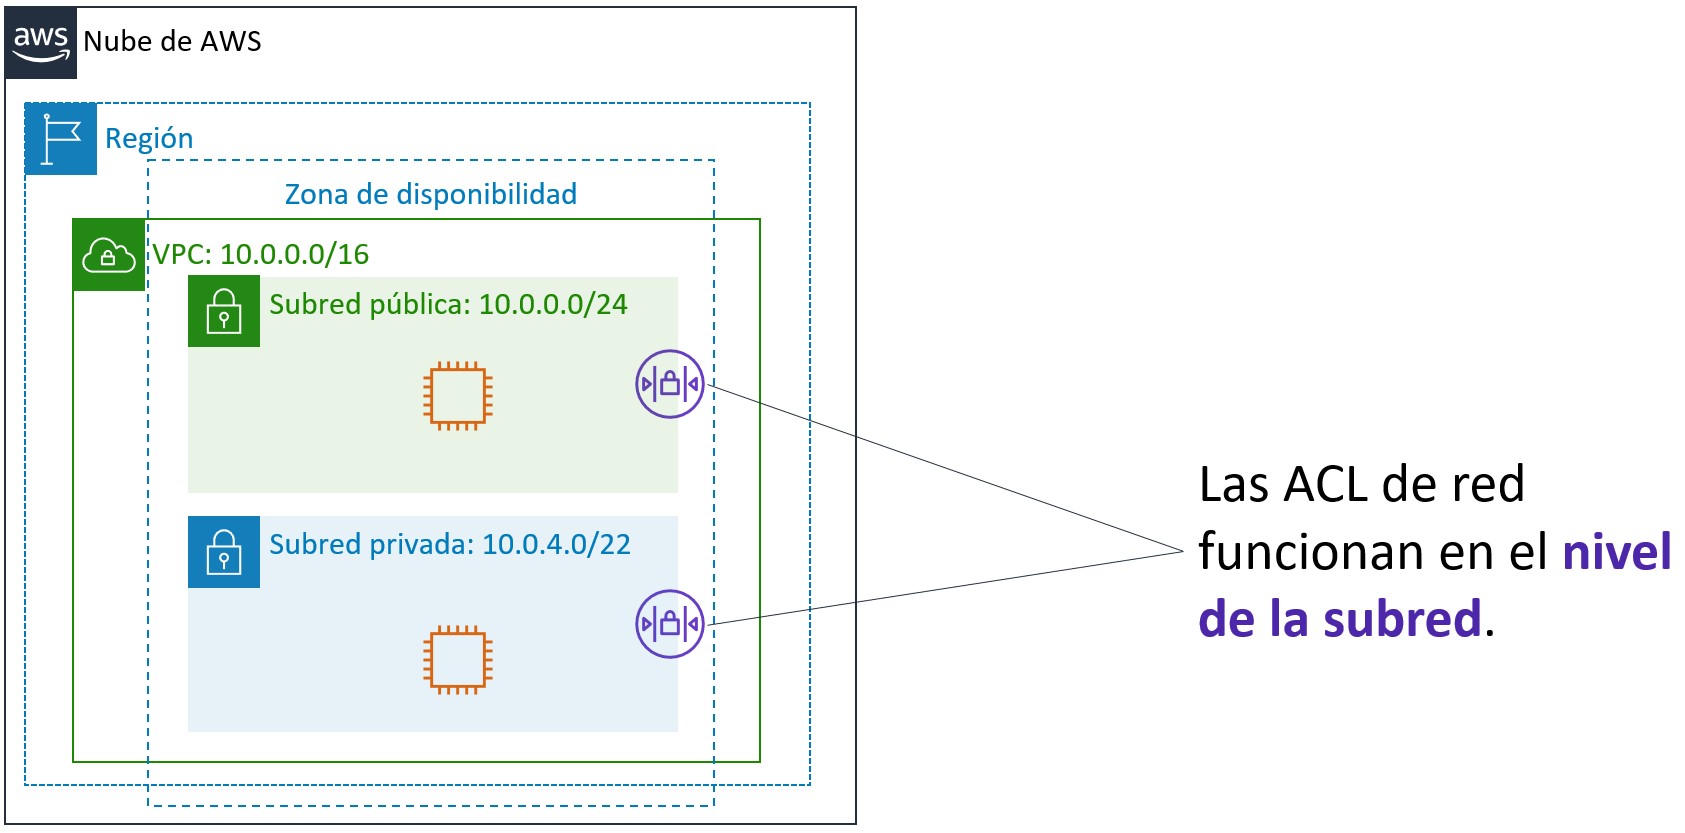 aws
Nube de AWS
Región
Zona de disponibilidad
VPC: 10.0.0.0/16
Subred pública: 10.0.0.0/24
Subred privada: 10.0.4.0/22
Las ACL de red
funcionan en el nivel
de la subred.